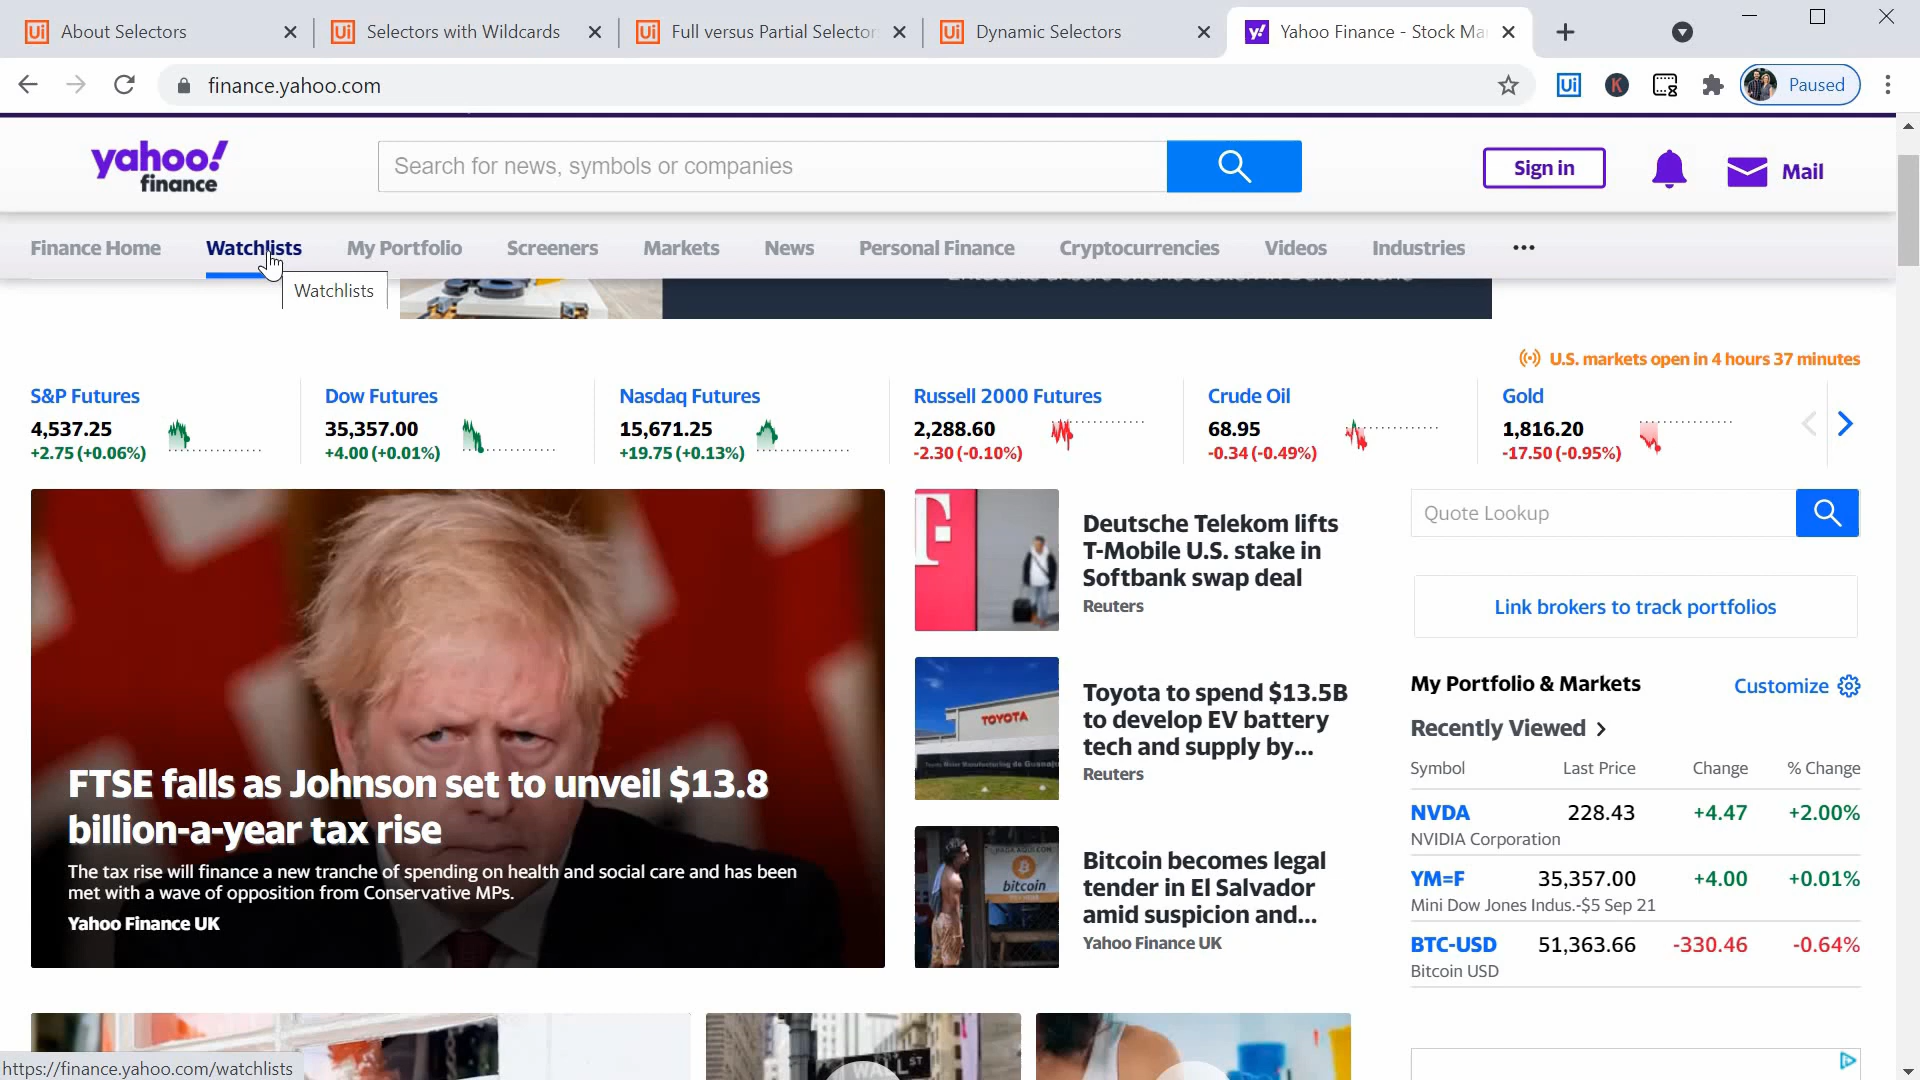 About Selectors
Selectors with Wildcards
Full versus Partial Selector
Dynamic Selectors
Yahoo Finance - Stock Ma
finance.yahoo.com
Paused
yahoo!
finance
Search for news, symbols or companies
Sign in
Mail
Finance Home
Watchlists
My Portfolio
Screeners
Markets
News
Personal Finance
Cryptocurrencies
Videos
Industries
Watchlists
U.S. markets open in 4 hours 37 minutes
S&P Futures
4,537.25
+2.75 (+0.06%)
Dow Futures
35,357.00
+4.00 (+0.01%)
Nasdaq Futures
15,671.25
+19.75 (+0.13%)
Russell 2000 Futures
2,288.60
-2.30 (-0.10%)
Crude Oil
68.95
-0.34 (-0.49%)
Gold
1,816.20
-17.50 (-0.95%)
FTSE falls as Johnson set to unveil $13.8
billion-a-year tax rise
The tax rise will finance a new tranche of spending on health and social care and has been
met with a wave of opposition from Conservative MPs.
Yahoo Finance UK
Deutsche Telekom lifts
T-Mobile U.S. stake in
Softbank swap deal
Reuters
TOYOTA
Toyota to spend $13.5B
to develop EV battery
tech and supply by...
Reuters
bitcoin
Bitcoin becomes legal
tender in El Salvador
amid suspicion and...
Yahoo Finance UK
Quote Lookup
Link brokers to track portfolios
My Portfolio & Markets
Customize
Recently Viewed
Symbol Last Price Change % Change
NVDA 228.43 +4.47 +2.00%
NVIDIA Corporation
YM=F 35,357.00 +4.00 +0.01%
Mini Dow Jones Indus.-$5 Sep 21
BTC-USD 51,363.66 -330.46 -0.64%
Bitcoin USD
WALL ST
https://finance.yahoo.com/watchlists